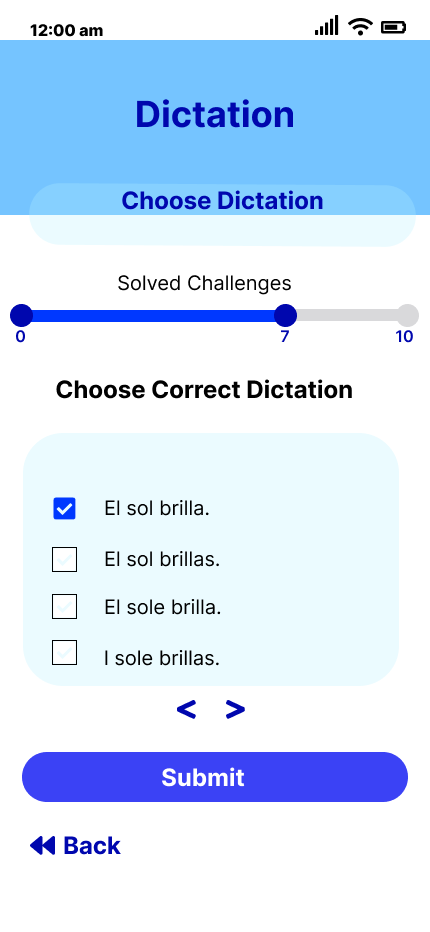 12:00 am
Dictation
Choose Dictation
Solved Challenges
0 7 10
Choose Correct Dictation
El sol brilla.
El sol brillas.
El sole brilla.
I sole brillas.
< >
Submit
Back